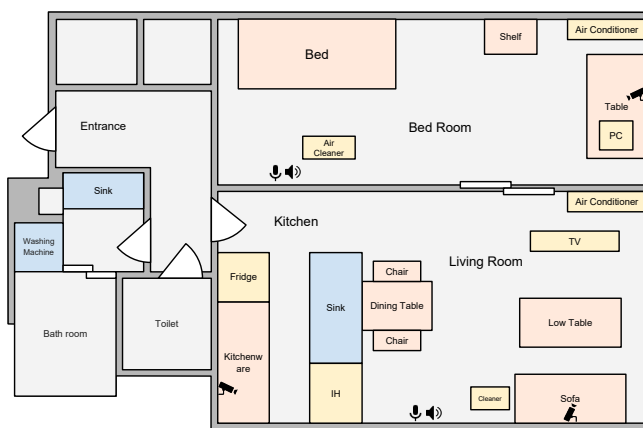 Bed
Shelf
Air Conditioner
Table
PC
Entrance
Bed Room
Air
Cleaner
Sink
Air Conditioner
Kitchen
TV
Washing
Machine
Living Room
Fridge
Chair
Sink
Dining Table
Low Table
Bath room
Toilet
Chair
Kitchenw
are
IH
Cleaner
Sofa